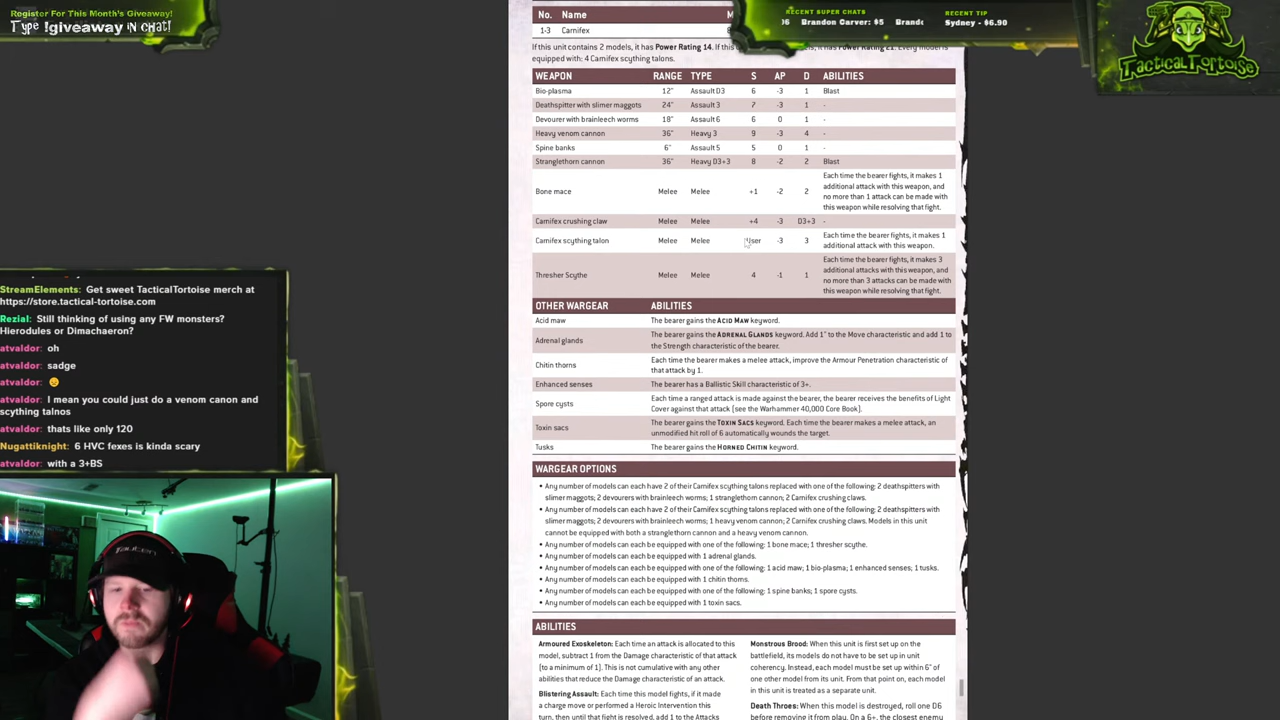 Register For This Month's Giveaway!
Type !giveaway in chat!
RECENT SUPER CHATS
Brandon Carver: $5
RECENT TIP
Sydney - $6.90
TacticalTortoise
No. Name M
1-3 Carnifex 8
If this unit contains 2 models, it has Power Rating 14. If this
it has Power Rating 21. Every model is
equipped with: 4 Carnifex scything talons.
WEAPON RANGE TYPE S AP D ABILITIES
Bio-plasma 12" Assault D3 6 -3 1 Blast
Deathspitter with slimer maggots 24" Assault 3 7 -3 1 -
Devourer with brainleech worms 18" Assault 6 6 0 1 -
Heavy venom cannon 36" Heavy 3 9 -3 4 -
Spine banks 6" Assault 5 5 0 1 -
Stranglethorn cannon 36" Heavy D3+3 8 -2 2 Blast
Bone mace Melee Melee +1 -2 2 Each time the bearer fights, it makes 1
additional attack with this weapon, and
no more than 1 attack can be made with
this weapon while resolving that fight.
Carnifex crushing claw Melee Melee +4 -3 D3+3 -
Carnifex scything talon Melee Melee User -3 3 Each time the bearer fights, it makes 1
additional attack with this weapon.
Thresher Scythe Melee Melee 4 -1 1 Each time the bearer fights, it makes 3
additional attacks with this weapon, and
no more than 3 attacks can be made with
this weapon while resolving that fight.
OTHER WARGEAR ABILITIES
Acid maw The bearer gains the ACID MAW keyword.
Adrenal glands The bearer gains the ADRENAL GLANDS keyword. Add 1" to the Move characteristic and add 1 to
the Strength characteristic of the bearer.
Chitin thorns Each time the bearer makes a melee attack, improve the Armour Penetration characteristic of
that attack by 1.
Enhanced senses The bearer has a Ballistic Skill characteristic of 3+.
Spore cysts Each time a ranged attack is made against the bearer, the bearer receives the benefits of Light
Cover against that attack (see the Warhammer 40,000 Core Book).
Toxin sacs The bearer gains the TOXIN SACS keyword. Each time the bearer makes a melee attack, an
unmodified hit roll of 6 automatically wounds the target.
Tusks The bearer gains the HORNED CHITIN keyword.
WARGEAR OPTIONS
• Any number of models can each have 2 of their Carnifex scything talons replaced with one of the following: 2 deathspitters with
slimer maggots; 2 devourers with brainleech worms; 1 stranglethorn cannon; 2 Carnifex crushing claws.
• Any number of models can each have 2 of their Carnifex scything talons replaced with one of the following: 2 deathspitters with
slimer maggots; 2 devourers with brainleech worms; 1 heavy venom cannon; 2 Carnifex crushing claws. Models in this unit
cannot be equipped with both a stranglethorn cannon and a heavy venom cannon.
• Any number of models can each be equipped with one of the following: 1 bone mace; 1 thresher scythe.
• Any number of models can each be equipped with 1 adrenal glands.
• Any number of models can each be equipped with one of the following: 1 acid maw; 1 bio-plasma; 1 enhanced senses; 1 tusks.
• Any number of models can each be equipped with 1 chitin thorns.
• Any number of models can each be equipped with one of the following: 1 spine banks; 1 spore cysts.
• Any number of models can each be equipped with 1 toxin sacs.
ABILITIES
Armoured Exoskeleton: Each time an attack is allocated to this
model, subtract 1 from the Damage characteristic of that attack
(to a minimum of 1). This is not cumulative with any other
abilities that reduce the Damage characteristic of an attack.
Blistering Assault: Each time this model fights, if it made
a charge move or performed a Heroic Intervention this
turn, then until that fight is resolved, add 1 to the Attacks
Monstrous Brood: When this unit is first set up on the
battlefield, its models do not have to be set up in unit
coherency. Instead, each model must be set up within 6" of
one other model from its unit. From that point on, each model
in this unit is treated as a separate unit.
Death Throes: When this model is destroyed, roll one D6
before removing it from play. On a 6+, the closest enemy
StreamElements: Get sweet TacticalTortoise merch at
https://store.tactical-tortoise.com
Rezial: Still thinking of using any FW monsters?
Hierodules or Dimachaeron?
atvaldor: oh
atvaldor: sadge
atvaldor:
atvaldor: I mean you could just do a venom canon and
scything talnos
atvaldor: thats like only 120
Nugattiknight: 6 HVC fexs is kinda scary
atvaldor: with a 3+BS